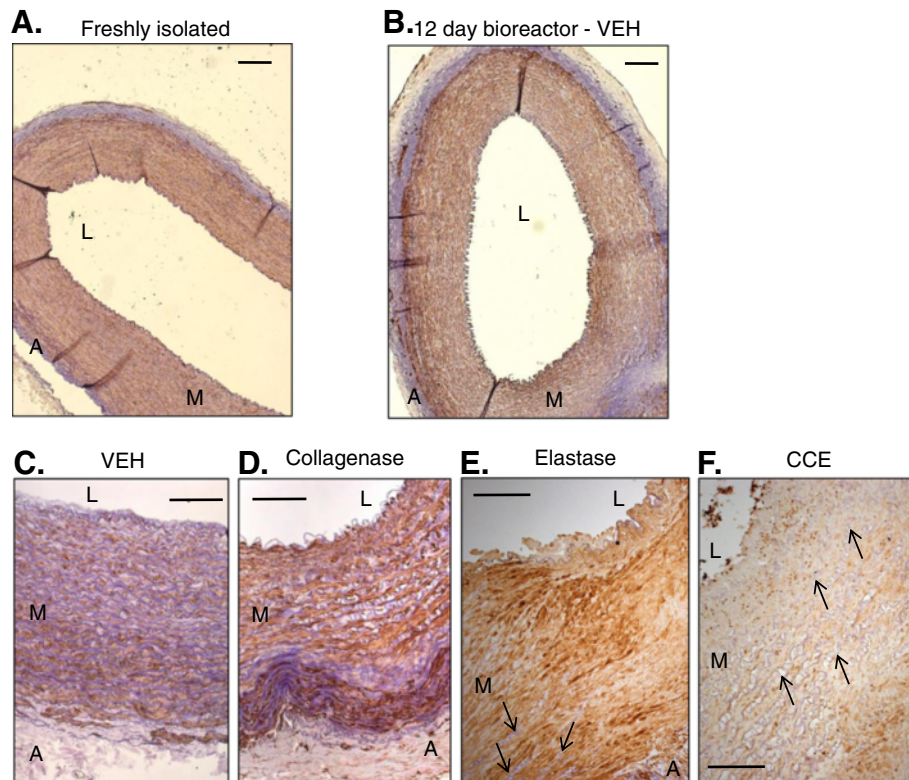 A. Freshly isolated
B. 12 day bioreactor - VEH
L
A
M
L
A
M
C. VEH
D. Collagenase
E. Elastase
F. CCE
L
M
A
L
M
A
L
M
A
L
M